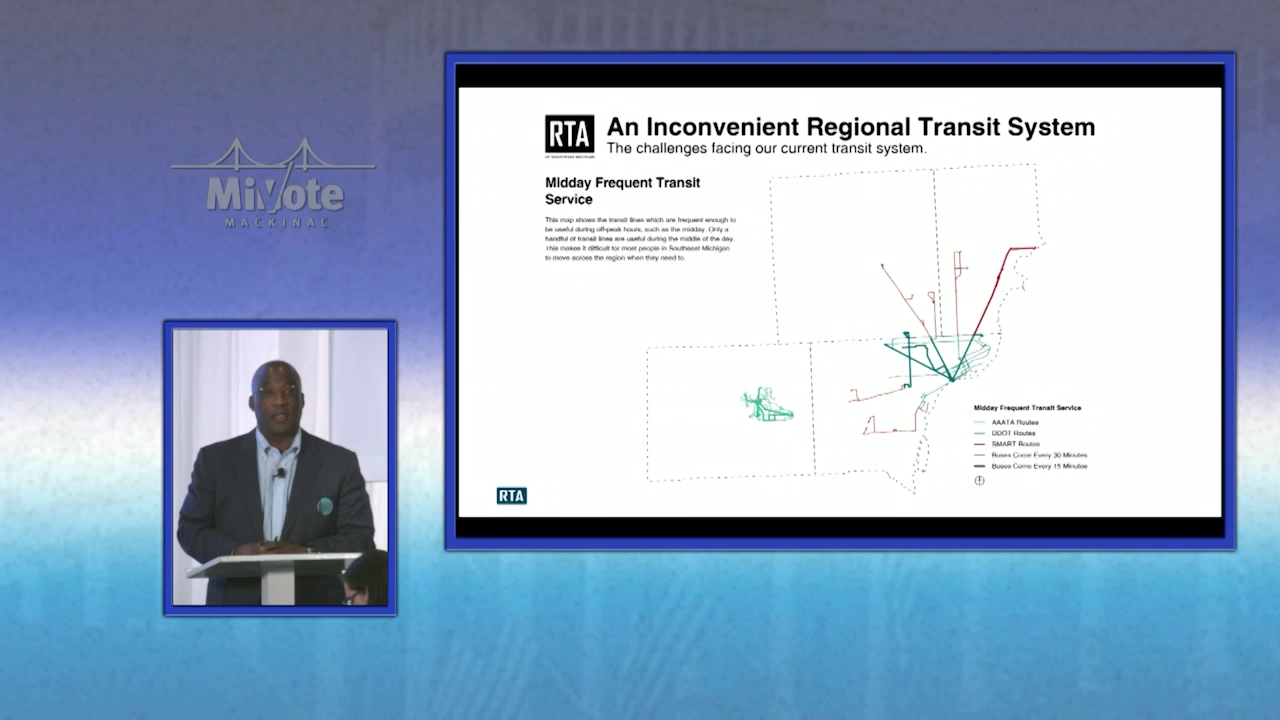 MiVote
MACKINAC
RTA
An Inconvenient Regional Transit System
The challenges facing our current transit system.
Midday Frequent Transit
Service
This map shows the transit lines which are frequent enough to
be useful during off-peak hours, such as the midday. Only a
handful of transit lines are useful during the middle of the day.
This makes it difficult for most people in Southeast Michigan
to move across the region when they need to.
Midday Frequent Transit Service
AAATA Routes
DDOT Routes
SMART Routes
Buses Come Every 30 Minutes
Buses Come Every 15 Minutes
RTA